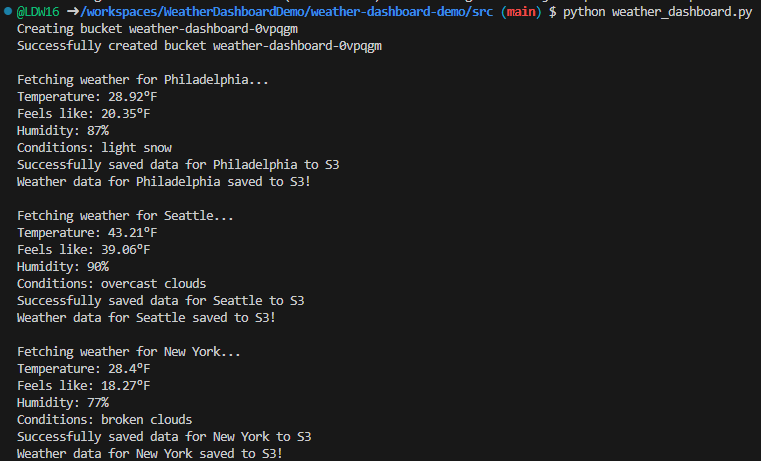 @LDW16 ➜/workspaces/WeatherDashboardDemo/weather-dashboard-demo/src (main) $ python weather_dashboard.py
Creating bucket weather-dashboard-0vpqgm
Successfully created bucket weather-dashboard-0vpqgm
Fetching weather for Philadelphia...
Temperature: 28.92°F
Feels like: 20.35°F
Humidity: 87%
Conditions: light snow
Successfully saved data for Philadelphia to S3
Weather data for Philadelphia saved to S3!
Fetching weather for Seattle...
Temperature: 43.21°F
Feels like: 39.06°F
Humidity: 90%
Conditions: overcast clouds
Successfully saved data for Seattle to S3
Weather data for Seattle saved to S3!
Fetching weather for New York...
Temperature: 28.4°F
Feels like: 18.27°F
Humidity: 77%
Conditions: broken clouds
Successfully saved data for New York to S3
Weather data for New York saved to S3!